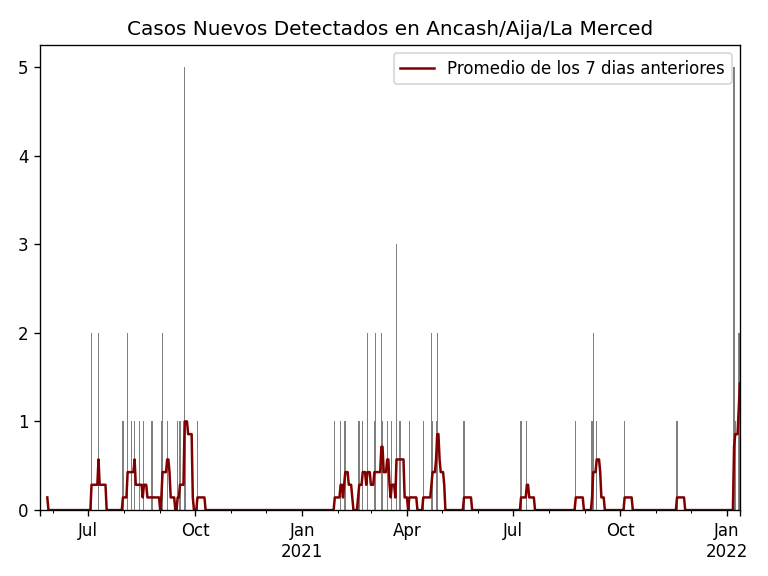 Casos Nuevos Detectados en Ancash/Aija/La Merced
Promedio de los 7 dias anteriores
5
4
3
2
1
0
Jul
Oct
Jan
2021
Apr
Jul
Oct
Jan
2022